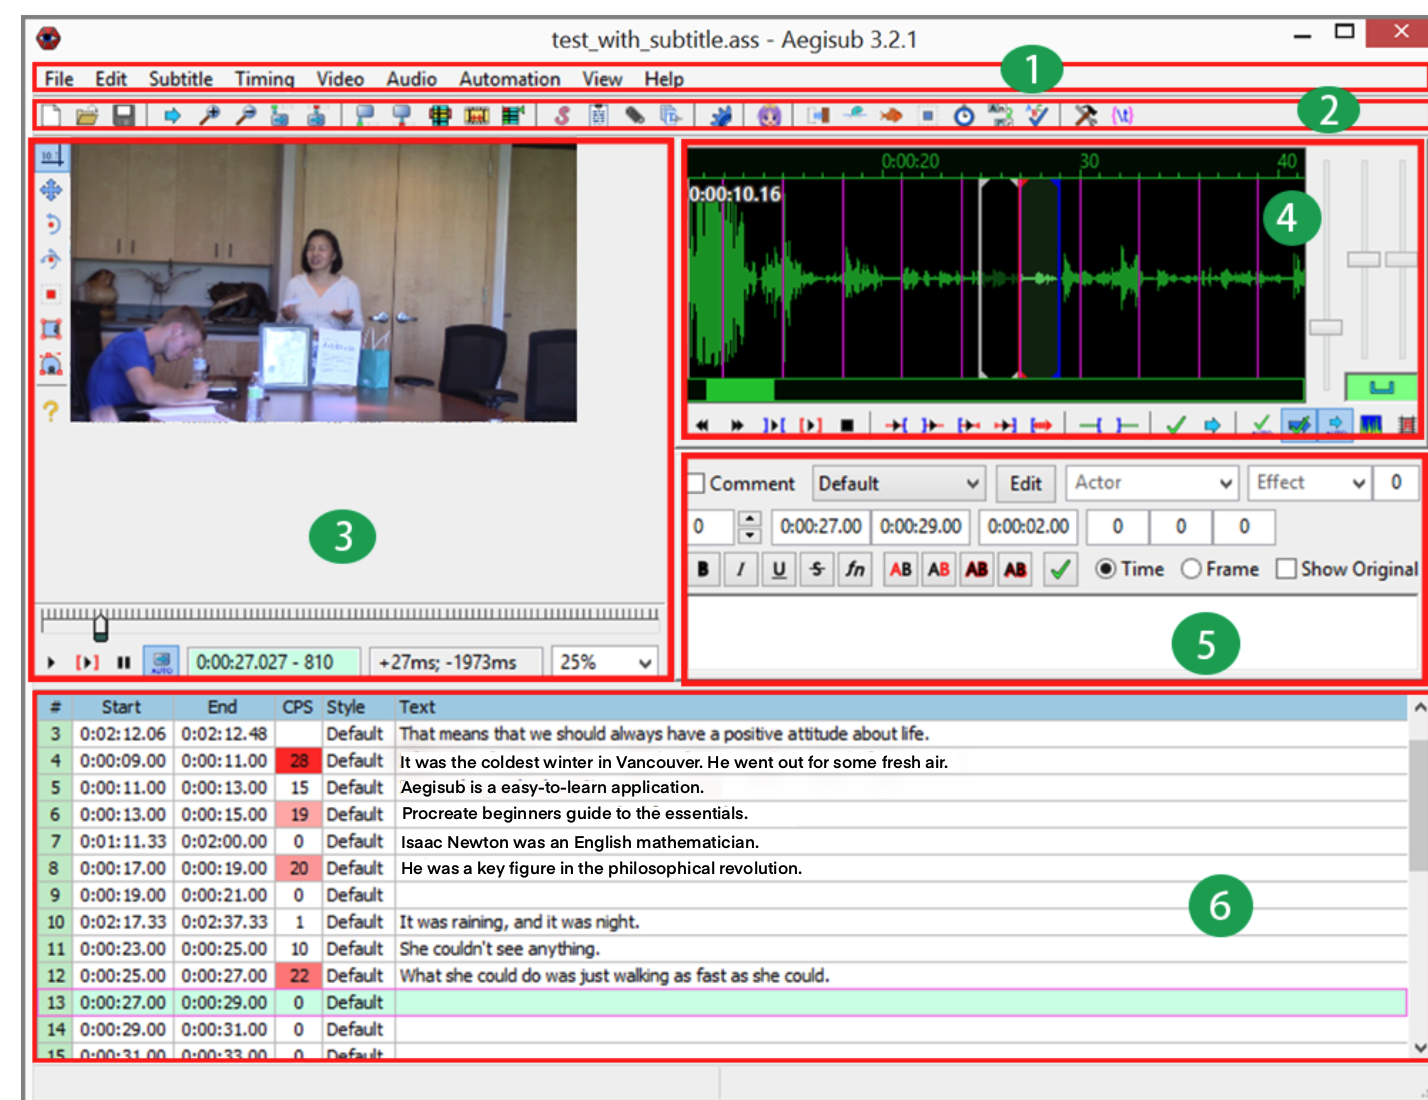 test_with_subtitle.ass - Aegisub 3.2.1
File Edit Subtitle Timing Video Audio Automation View Help
1
2
0:00:20 30 40
0:00:10.16
4
Comment Default Edit Actor Effect 0
0 0:00:27.00 0:00:29.00 0:00:02.00 0 0 0
B I U S fn AB AB AB AB Time Frame Show Original
5
3
0:00:27.027 - 810 +27ms; -1973ms 25%
# Start End CPS Style Text
3 0:02:12.06 0:02:12.48 Default That means that we should always have a positive attitude about life.
4 0:00:09.00 0:00:11.00 28 Default It was the coldest winter in Vancouver. He went out for some fresh air.
5 0:00:11.00 0:00:13.00 15 Default Aegisub is a easy-to-learn application.
6 0:00:13.00 0:00:15.00 19 Default Procreate beginners guide to the essentials.
7 0:01:11.33 0:02:00.00 0 Default Isaac Newton was an English mathematician.
8 0:00:17.00 0:00:19.00 20 Default He was a key figure in the philosophical revolution.
9 0:00:19.00 0:00:21.00 0 Default
10 0:02:17.33 0:02:37.33 1 Default It was raining, and it was night.
11 0:00:23.00 0:00:25.00 10 Default She couldn't see anything.
12 0:00:25.00 0:00:27.00 22 Default What she could do was just walking as fast as she could.
13 0:00:27.00 0:00:29.00 0 Default
14 0:00:29.00 0:00:31.00 0 Default
15 0:00:31.00 0:00:33.00 0 Default
6